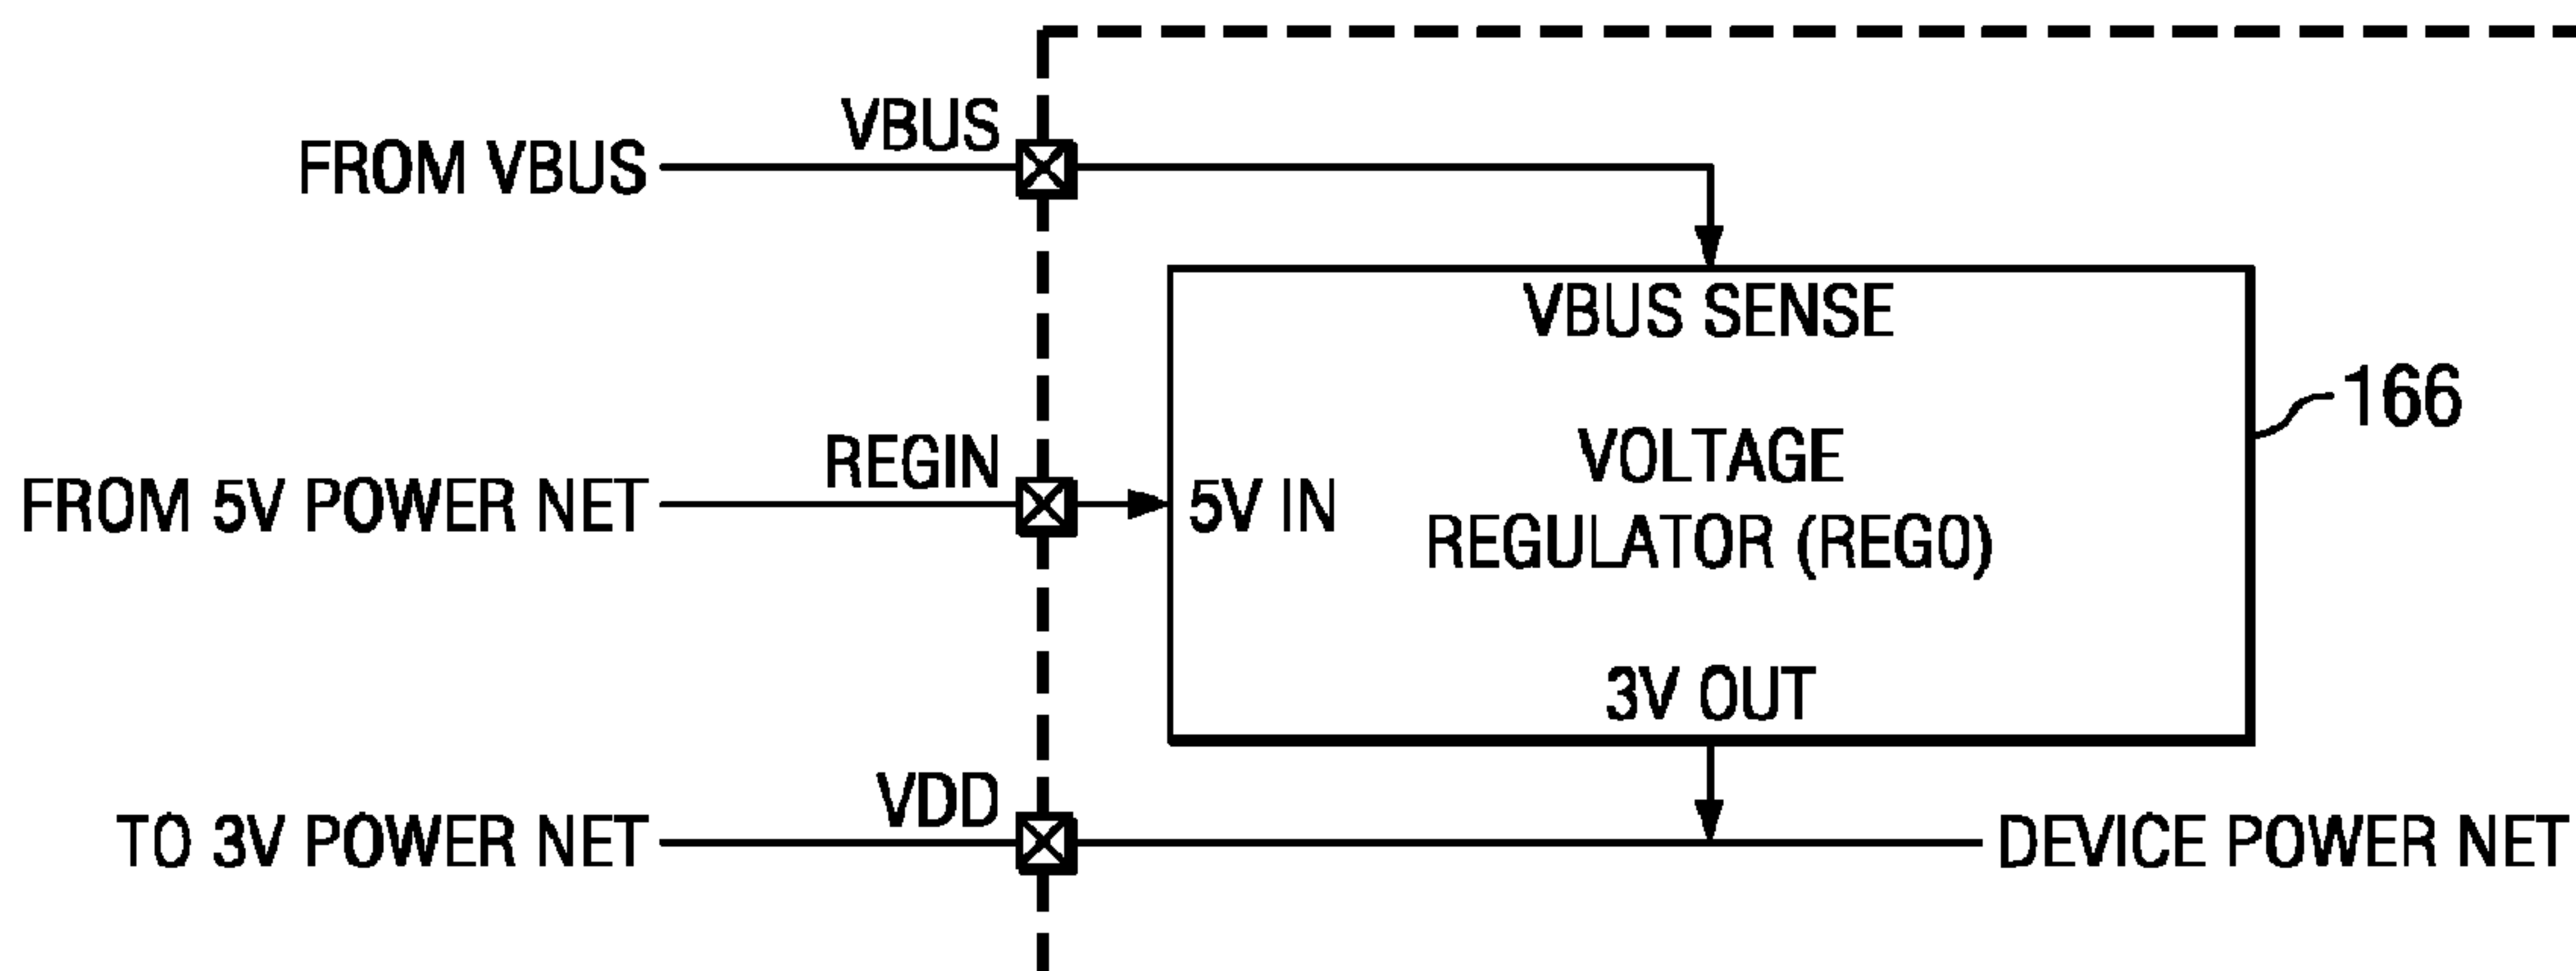 VBUS
FROM VBUS
VBUS SENSE
166
VOLTAGE
REGIN
FROM 5V POWER NET
5V IN
REGULATOR (REG0)
3V OUT
VDD
TO 3V POWER NET
DEVICE POWER NET